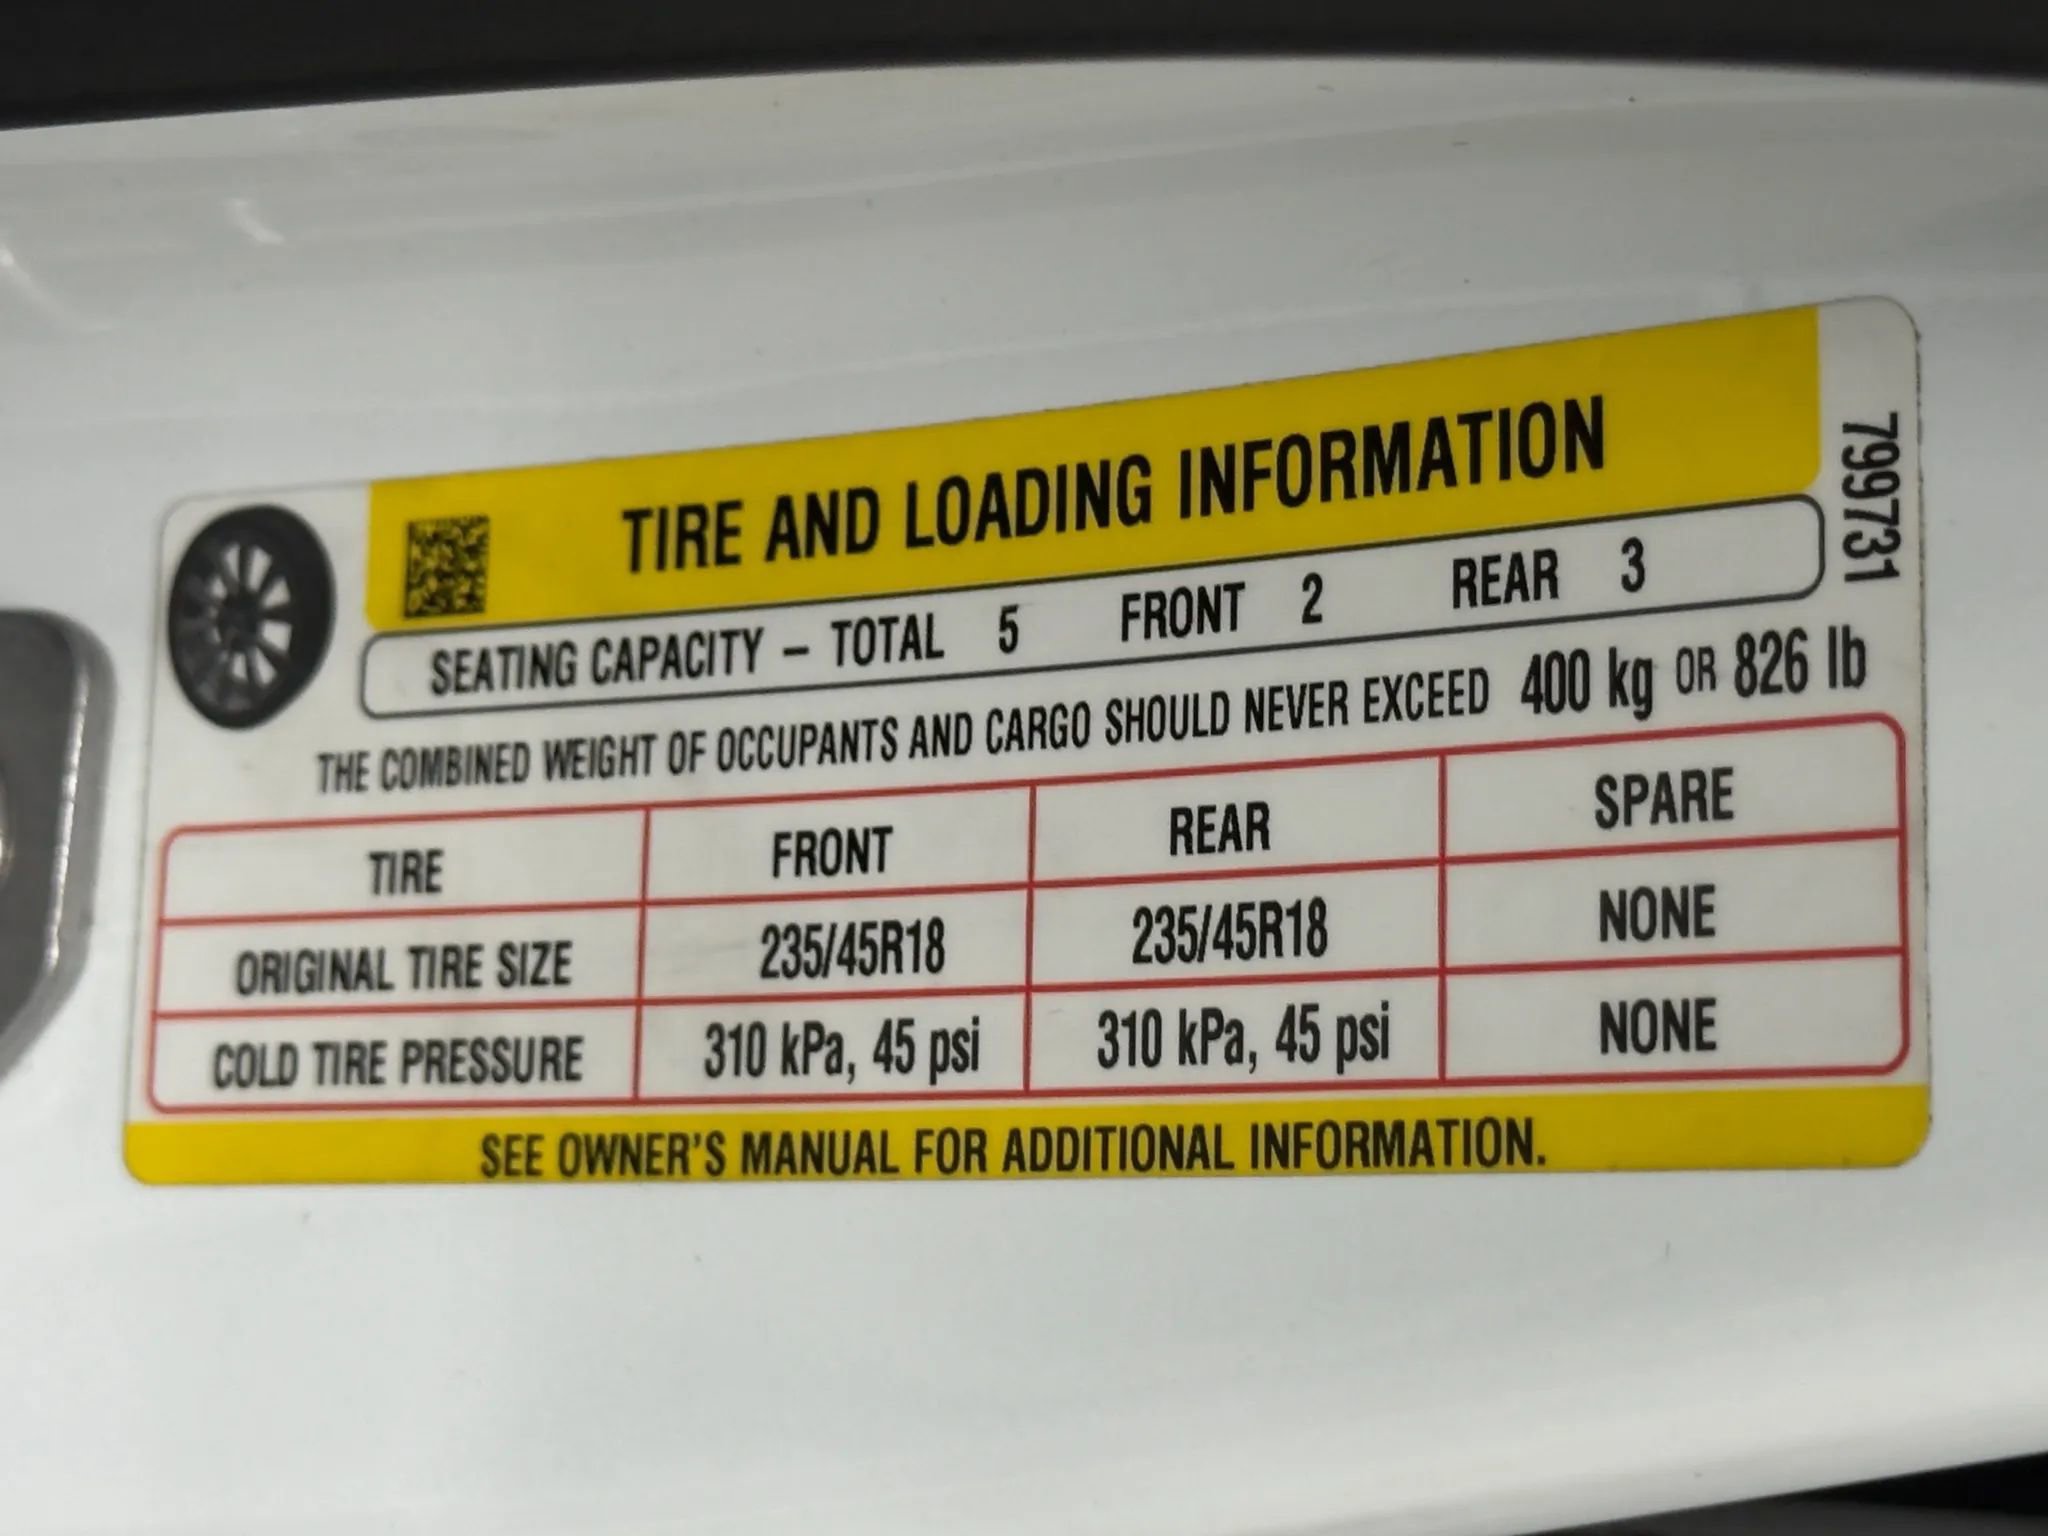 TIRE AND LOADING INFORMATION
799731
SEATING CAPACITY – TOTAL 5 FRONT 2 REAR 3
THE COMBINED WEIGHT OF OCCUPANTS AND CARGO SHOULD NEVER EXCEED 400 kg OR 826 lb
TIRE FRONT REAR SPARE
ORIGINAL TIRE SIZE 235/45R18 235/45R18 NONE
COLD TIRE PRESSURE 310 kPa, 45 psi 310 kPa, 45 psi NONE
SEE OWNER'S MANUAL FOR ADDITIONAL INFORMATION.